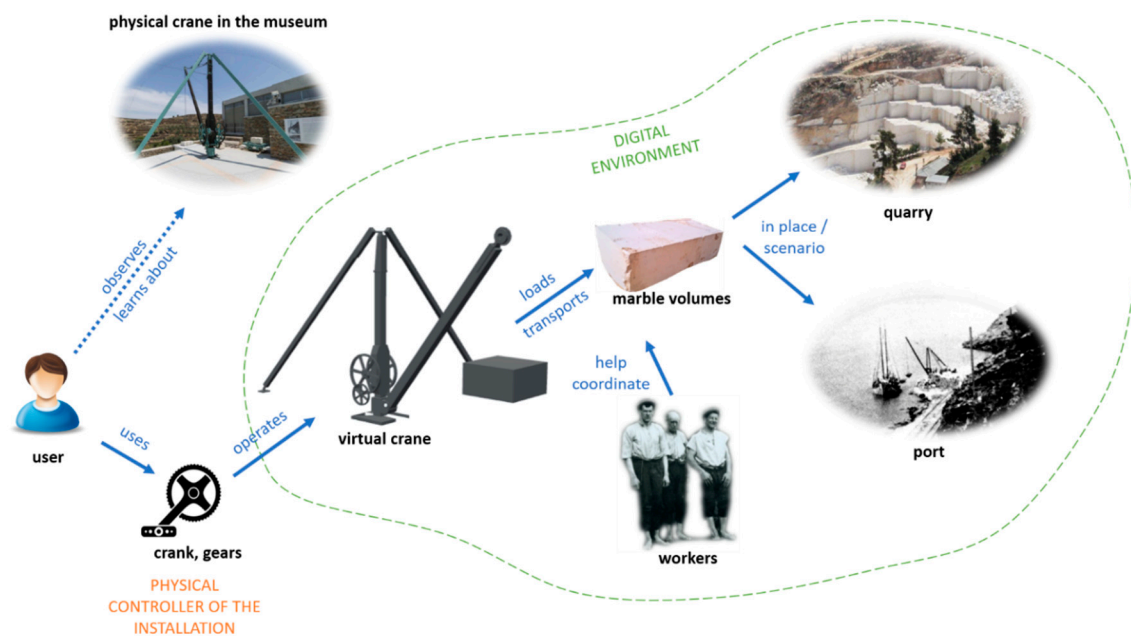 physical crane in the museum
DIGITAL
ENVIRONMENT
quarry
observes
learns about
in place /
scenario
loads
transports
marble volumes
help
coordinate
user
uses
operates
virtual crane
port
crank, gears
workers
PHYSICAL
CONTROLLER OF THE
INSTALLATION